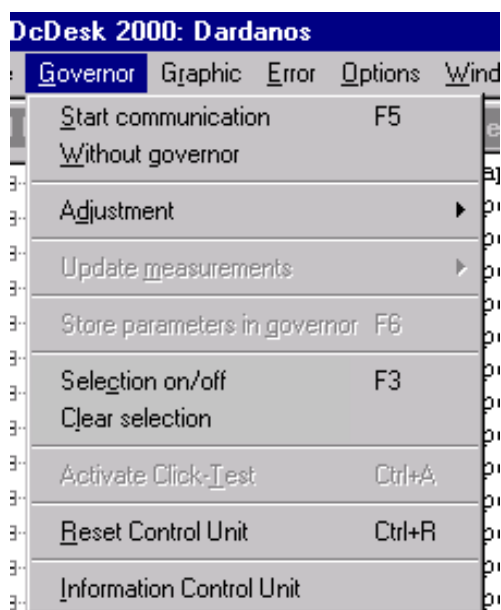 DcDesk 2000: Dardanos
Governor Graphic Error Options Wind
Start communication F5
Without governor
Adjustment
Update measurements
Store parameters in governor F6
Selection on/off F3
Clear selection
Activate Click-Test Ctrl+A
Reset Control Unit Ctrl+R
Information Control Unit